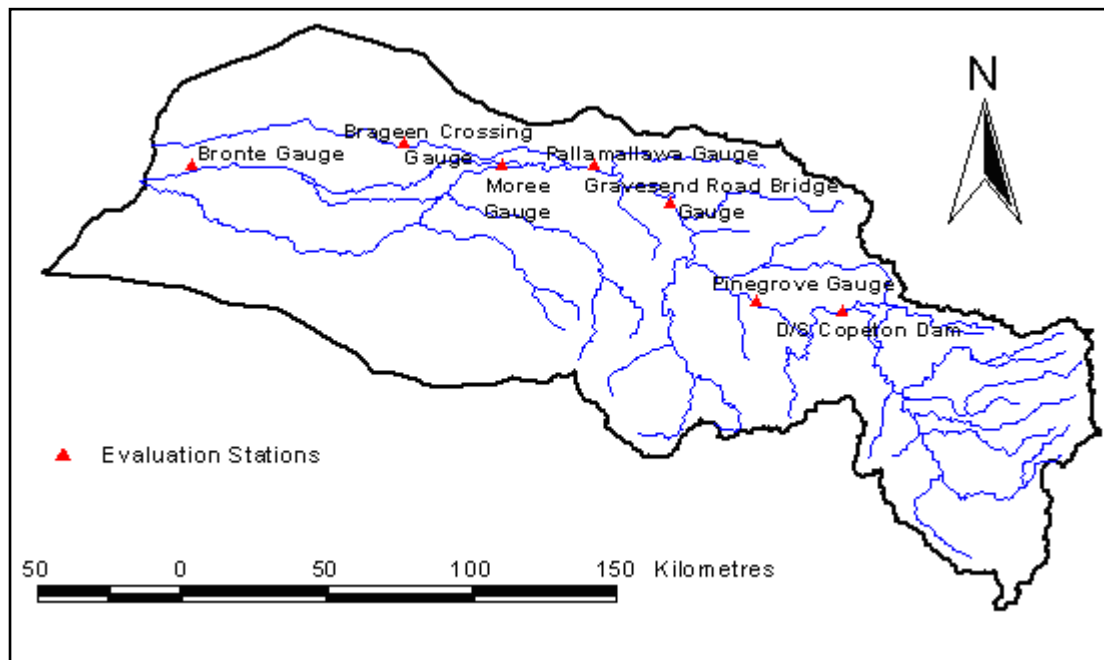 N
Brageen Crossing
Gauge
Bronte Gauge
Pallamallawa Gauge
Moree
Gauge
Gravesend Road Bridge
Gauge
Pinegrove Gauge
D/S Copeton Dam
Evaluation Stations
50 0 50 100 150 Kilometres